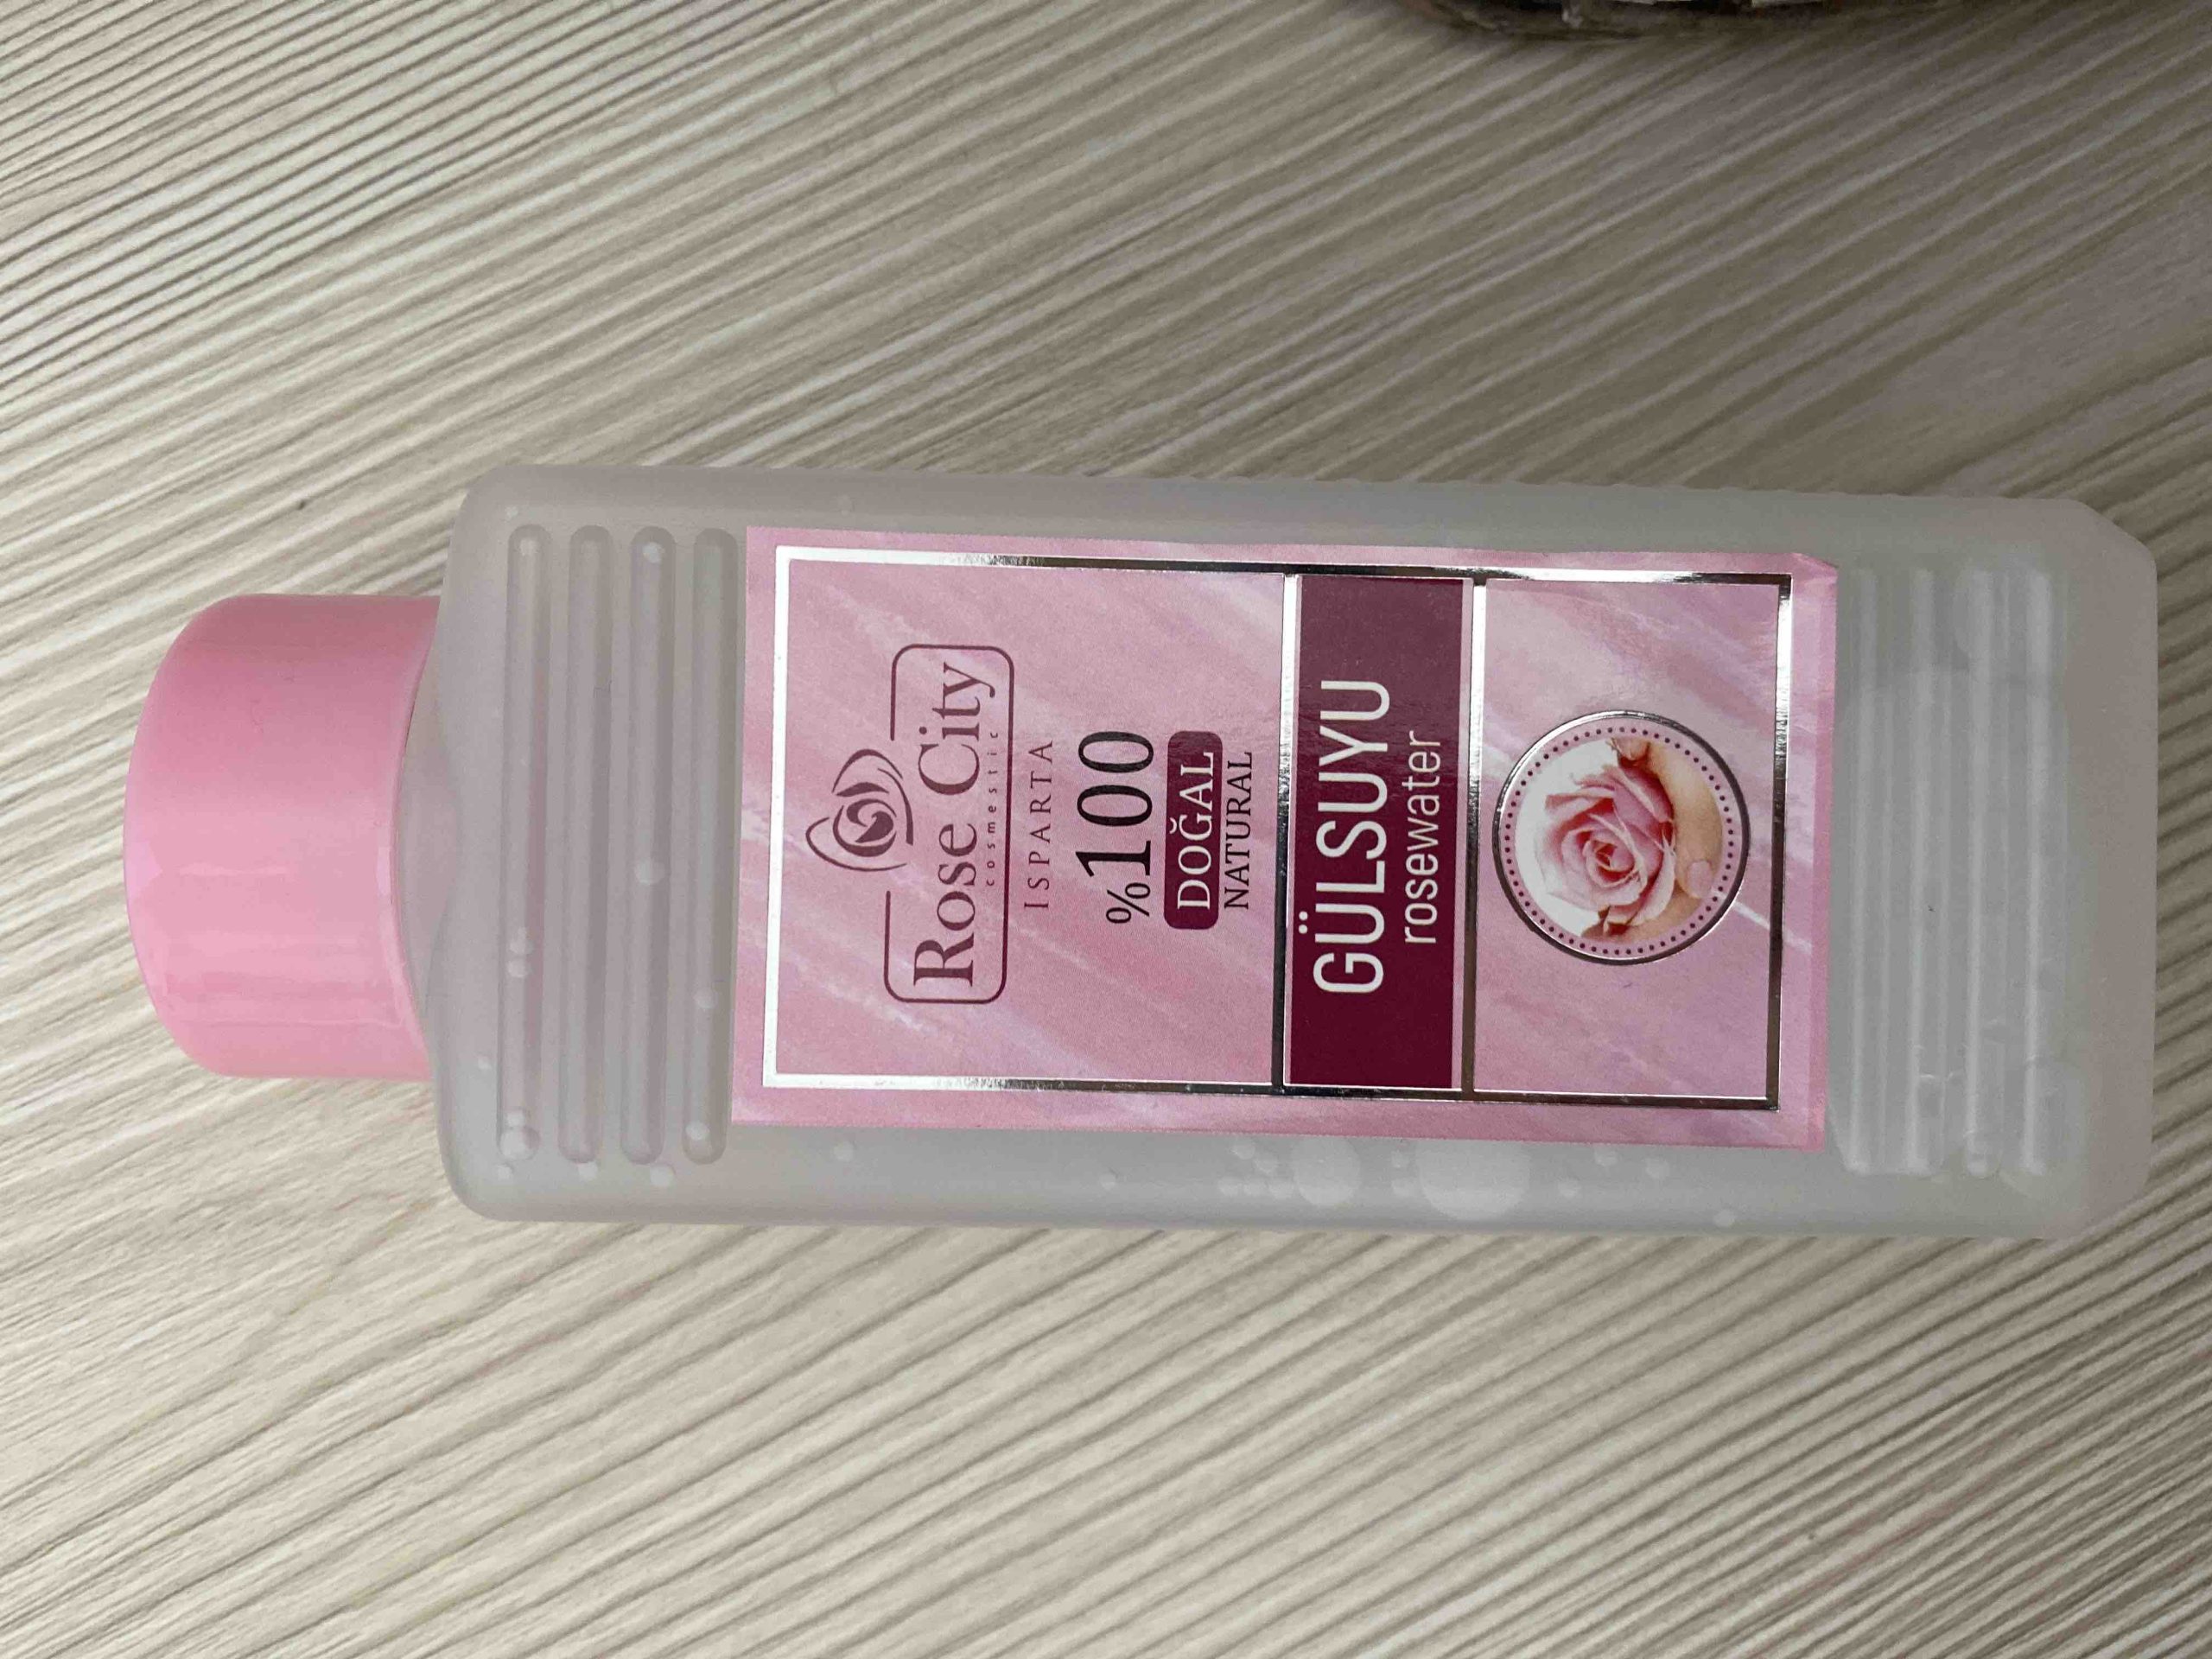 Rose City
cosmestic
ISPARTA
%100
DOĞAL
NATURAL
GÜLSUYU
rosewater